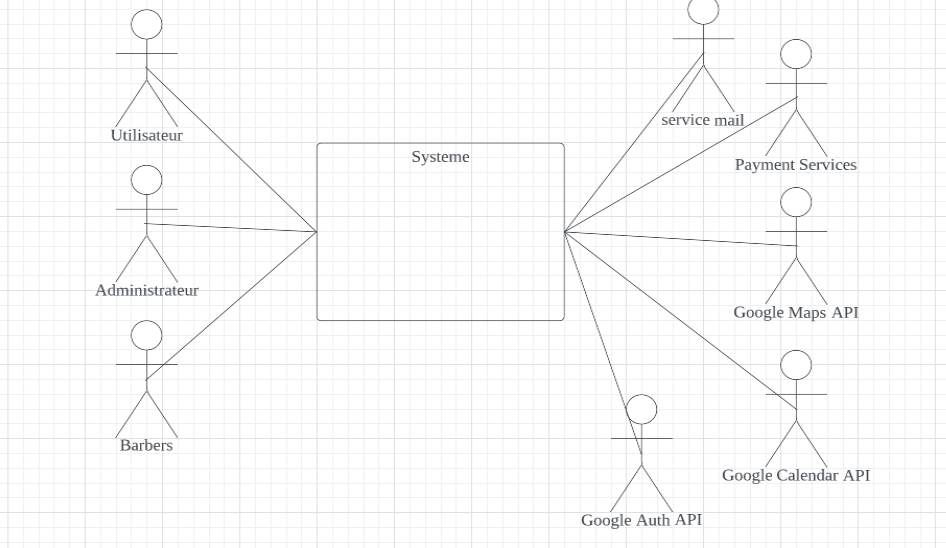 service mail
Utilisateur
Systeme
Payment Services
Administrateur
Google Maps API
Barbers
Google Calendar API
Google Auth API